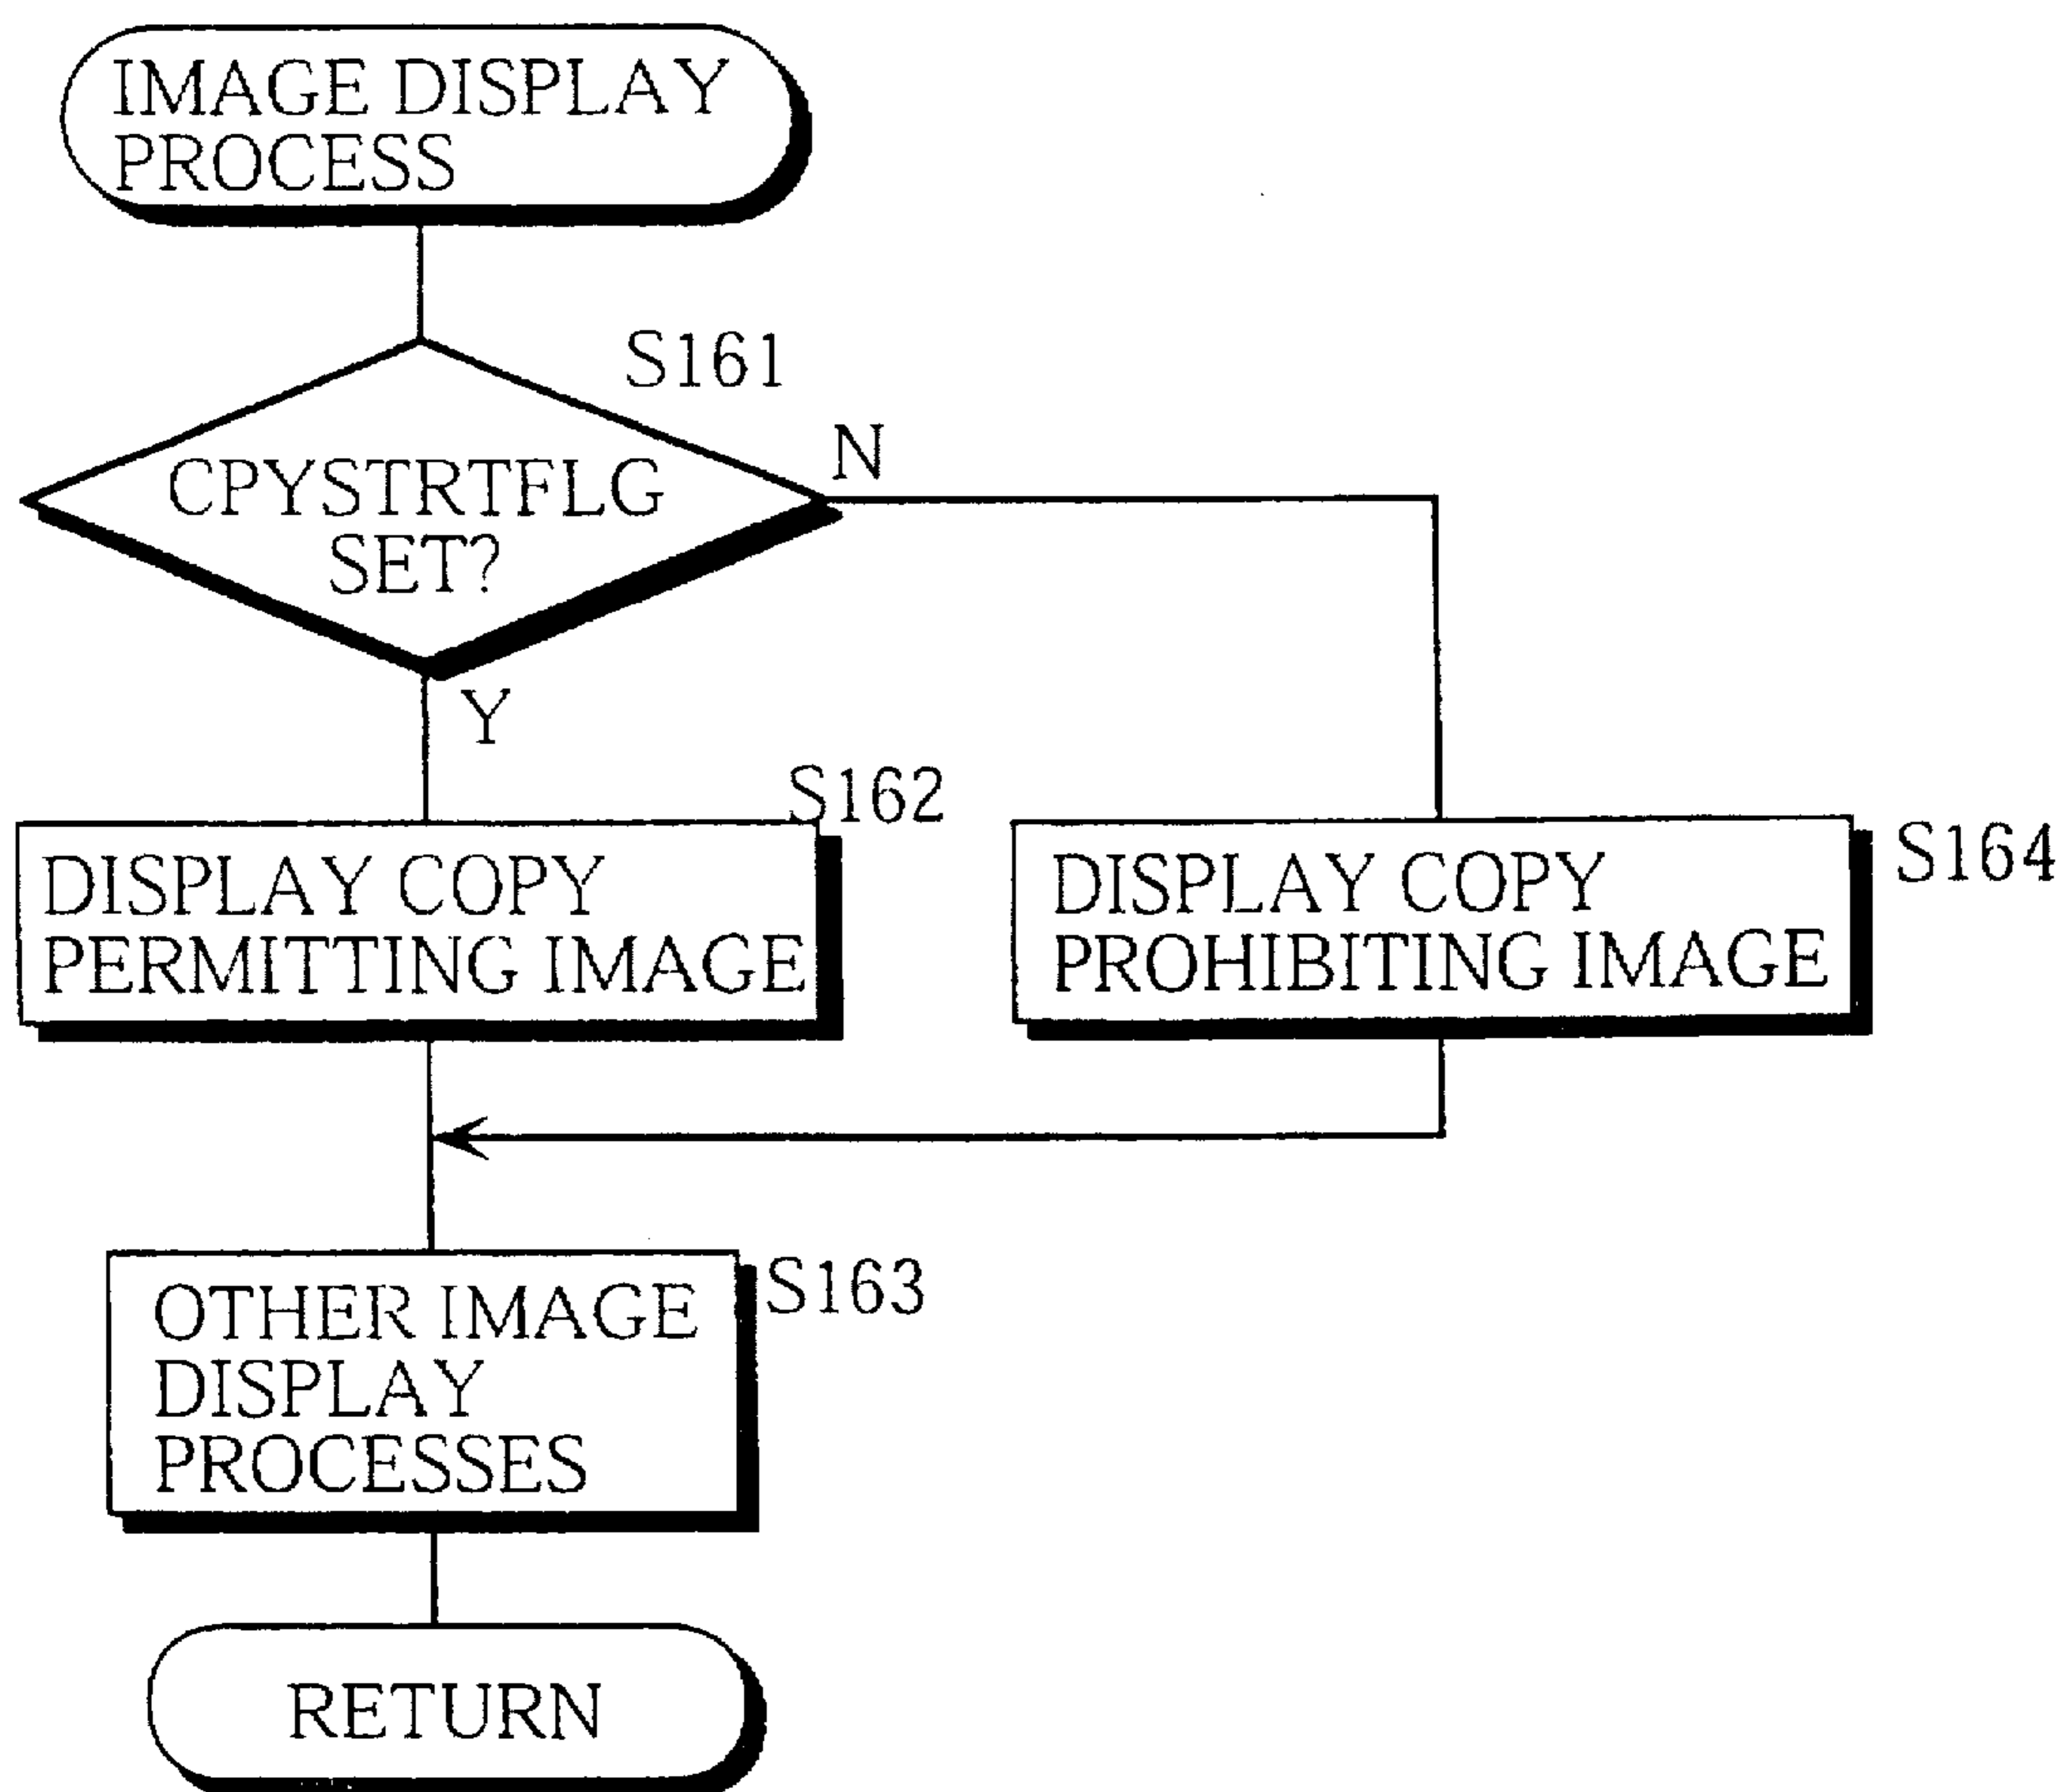 IMAGE DISPLAY
PROCESS
S161
CPYSTRTFLG
SET?
N
Y
S162
DISPLAY COPY
PERMITTING IMAGE
S164
DISPLAY COPY
PROHIBITING IMAGE
S163
OTHER IMAGE
DISPLAY
PROCESSES
RETURN